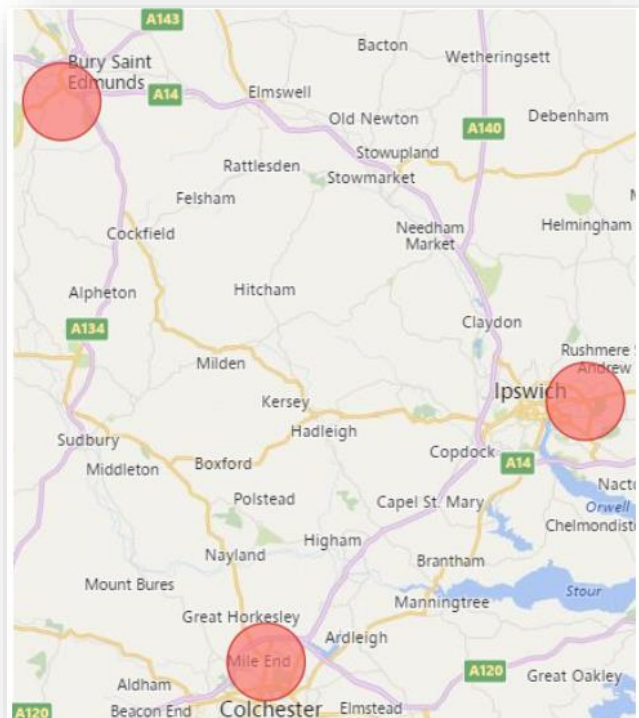 A143
Bury Saint
Edmunds
Bacton
Wetheringsett
A14
Elmswell
Old Newton
A140
Debenham
Stowupland
Rattlesden
Stowmarket
Felsham
Needham
Market
Helmingham
Cockfield
Alpheton
Hitcham
Claydon
A134
Milden
Rushmere
Andrew
Ipswich
Kersey
Hadleigh
Sudbury
Copdock
A14
Middleton
Boxford
Polstead
Capel St. Mary
Orwell
Higham
Nayland
Brantham
Mount Bures
Stour
Manningtree
Great Horkesley
Ardleigh
Mile End
A120
Great Oakley
Aldham
A120
Beacon End
Colchester
Elmstead